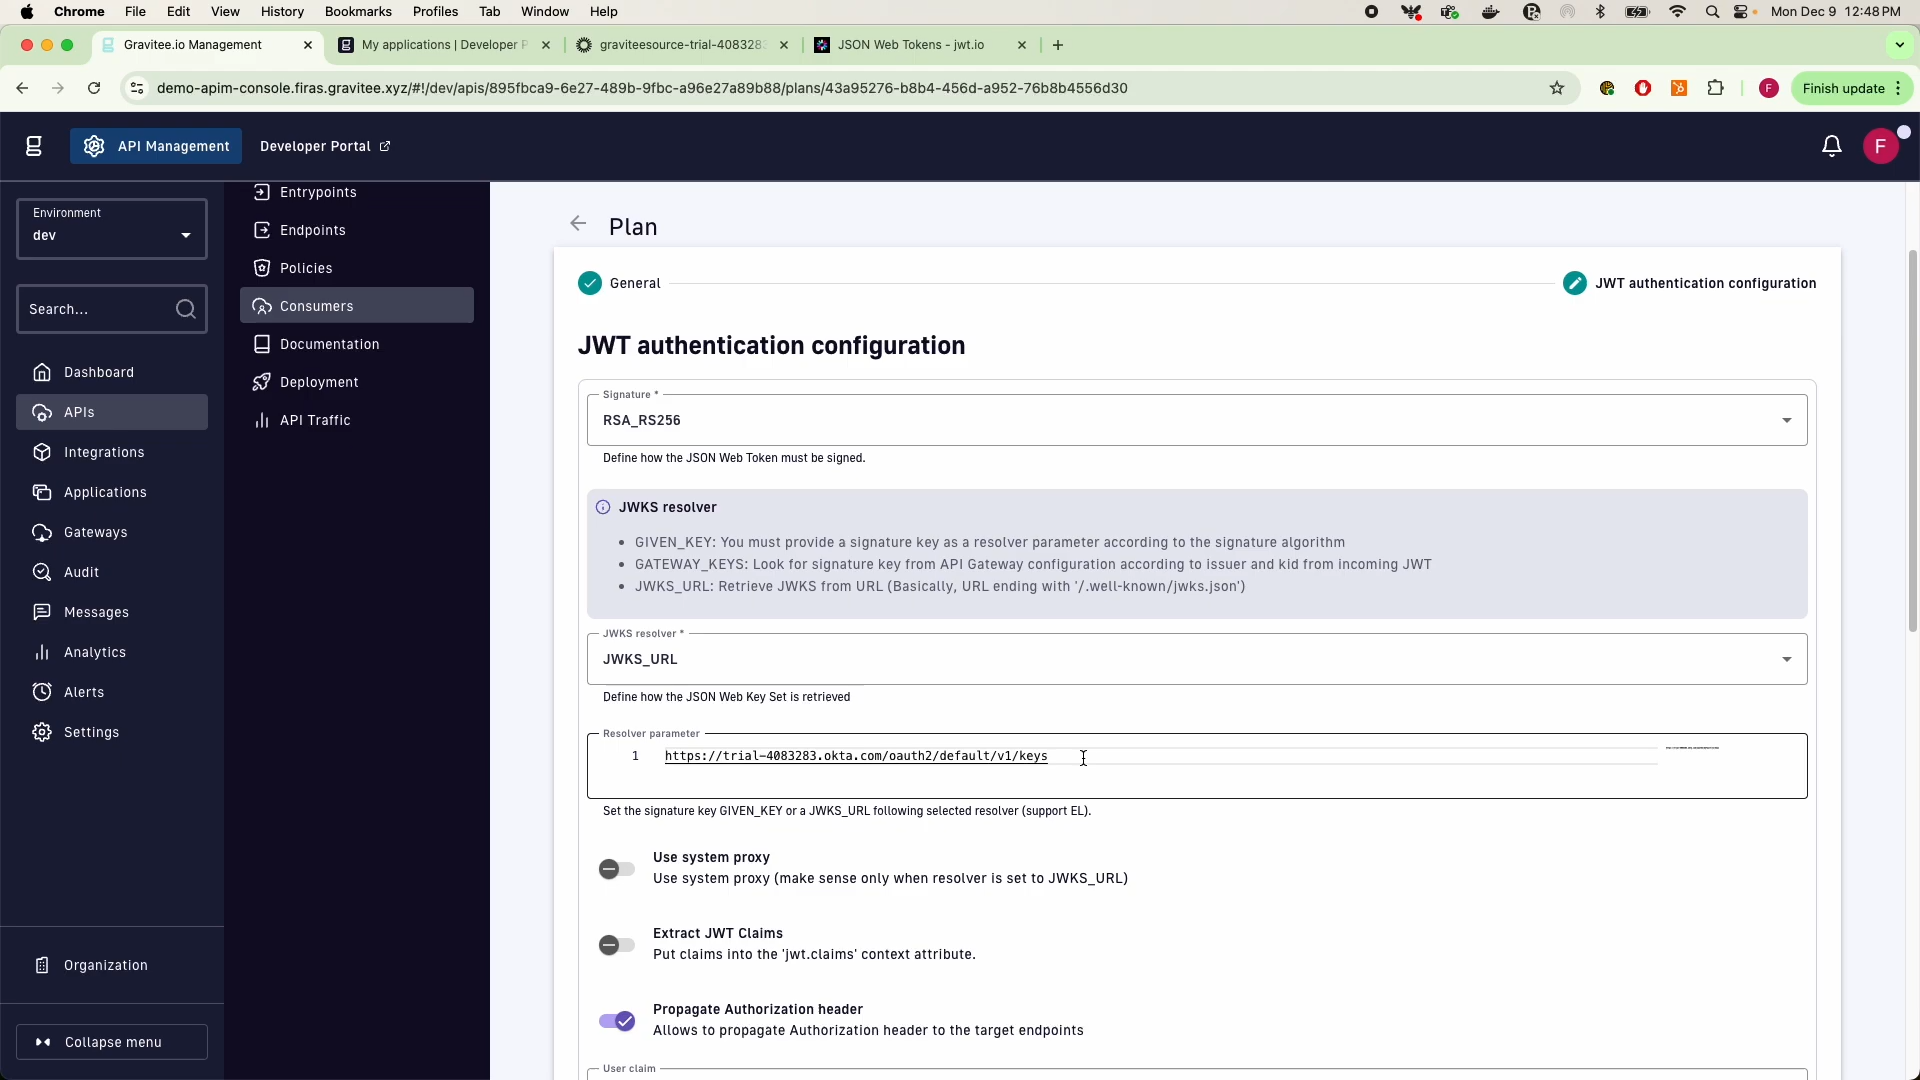 Chrome File Edit View History Bookmarks Profiles Tab Window Help Mon Dec 9 12:48 PM
Gravitee.io Management My applications | Developer P graviteesource-trial-4083283 JSON Web Tokens - jwt.io
demo-apim-console.firas.gravitee.xyz/#!/dev/apis/895fbca9-6e27-489b-9fbc-a96e27a89b88/plans/43a95276-b8b4-456d-a952-76b8b4556d30 F Finish update
API Management Developer Portal F
Environment
dev
Search...
Dashboard
APIs
Integrations
Applications
Gateways
Audit
Messages
Analytics
Alerts
Settings
Organization
Collapse menu
Entrypoints
Endpoints
Policies
Consumers
Documentation
Deployment
API Traffic
Plan
General JWT authentication configuration
JWT authentication configuration
Signature *
RSA_RS256
Define how the JSON Web Token must be signed.
JWKS resolver
• GIVEN_KEY: You must provide a signature key as a resolver parameter according to the signature algorithm
• GATEWAY_KEYS: Look for signature key from API Gateway configuration according to issuer and kid from incoming JWT
• JWKS_URL: Retrieve JWKS from URL (Basically, URL ending with '/.well-known/jwks.json')
JWKS resolver *
JWKS_URL
Define how the JSON Web Key Set is retrieved
Resolver parameter
1 https://trial-4083283.okta.com/oauth2/default/v1/keys
Set the signature key GIVEN_KEY or a JWKS_URL following selected resolver (support EL).
Use system proxy
Use system proxy (make sense only when resolver is set to JWKS_URL)
Extract JWT Claims
Put claims into the 'jwt.claims' context attribute.
Propagate Authorization header
Allows to propagate Authorization header to the target endpoints
User claim